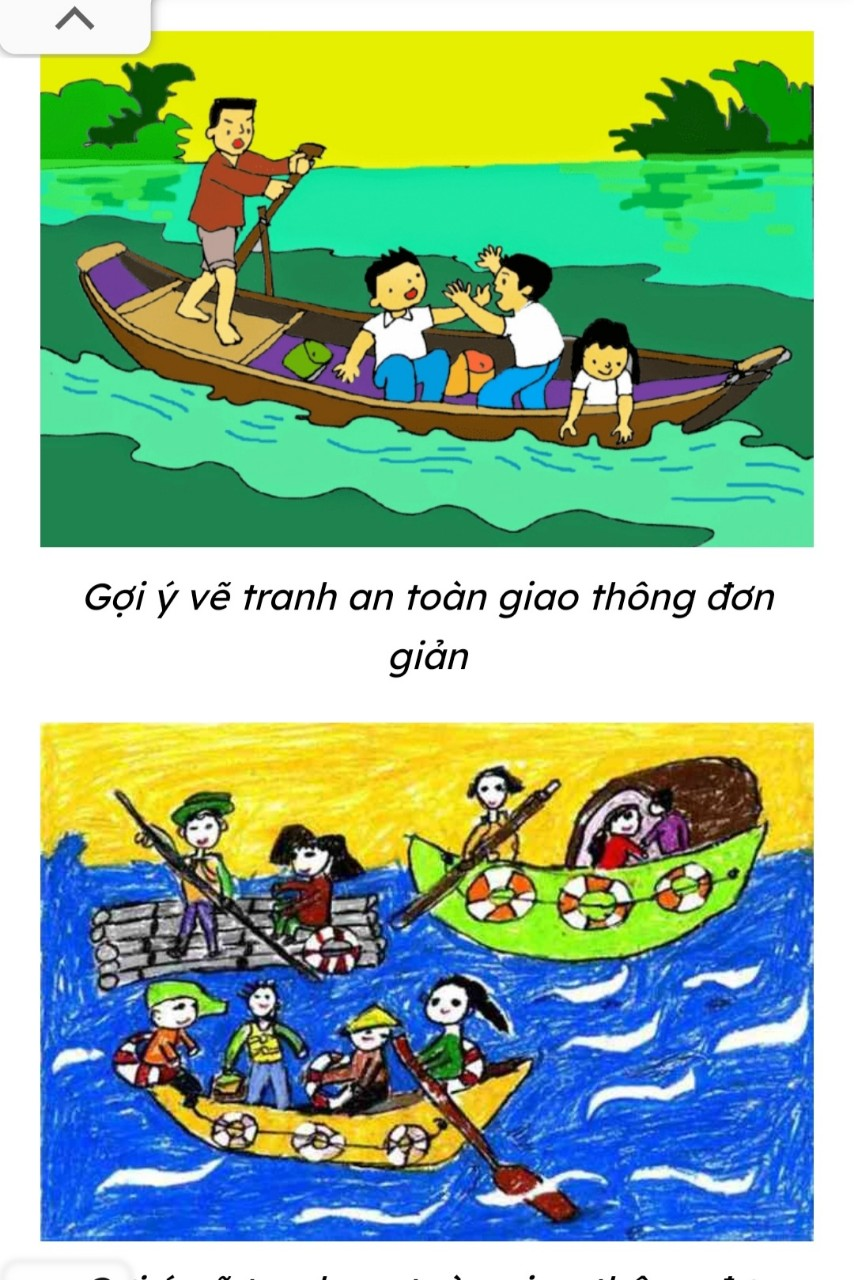 Gợi ý vẽ tranh an toàn giao thông đơn
giản